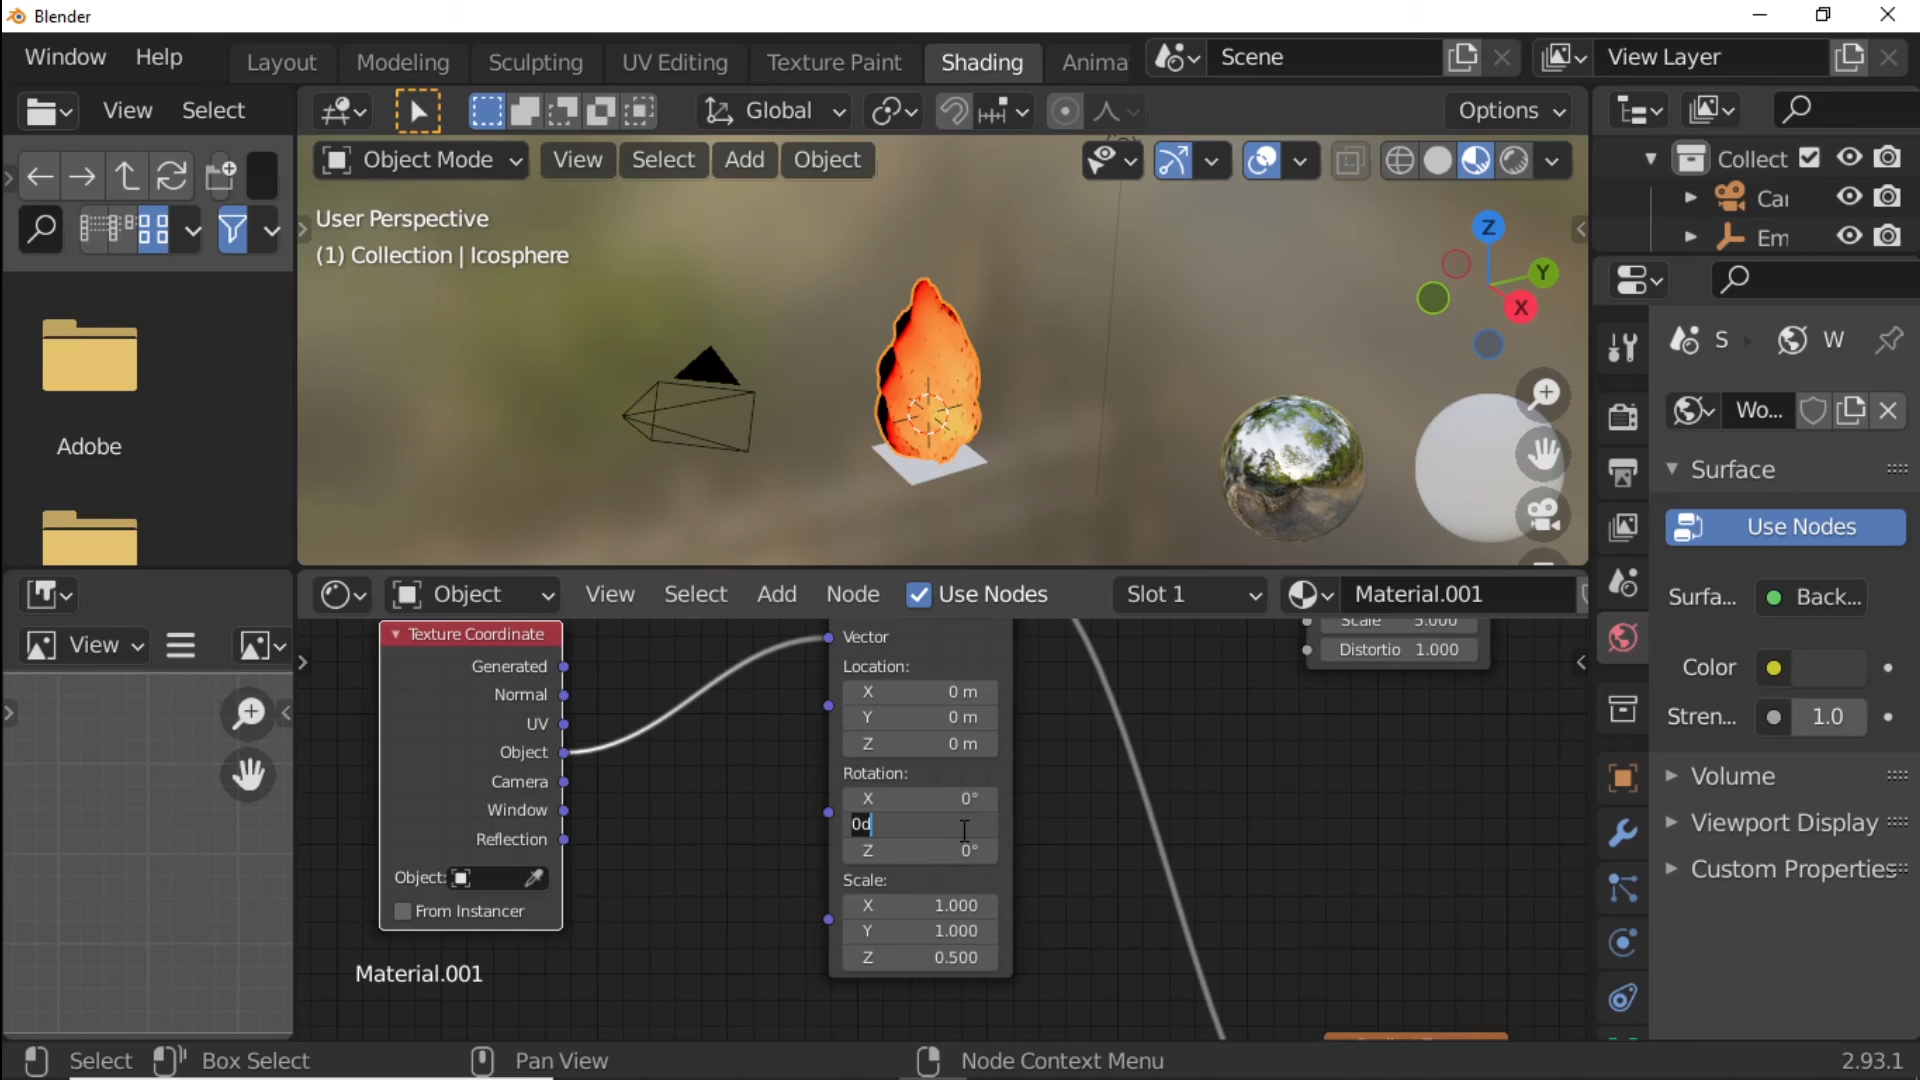 Blender
Window Help Layout Modeling Sculpting UV Editing Texture Paint Shading Anima Scene View Layer
View Select Global Options
Object Mode View Select Add Object Collect
User Perspective
(1) Collection | Icosphere
Cai
Em
Z
Y
X
S W
Adobe
Wo...
Surface
Use Nodes
Object View Select Add Node Use Nodes Slot 1 Material.001
Surfa... Back...
View
Texture Coordinate
Generated
Normal
UV
Object
Camera
Window
Reflection
Object:
From Instancer
Vector
Location:
X 0 m
Y 0 m
Z 0 m
Rotation:
X 0°
0d
Z 0°
Scale:
X 1.000
Y 1.000
Z 0.500
Scale 5.000
Distortio 1.000
Color
Stren... 1.0
Volume
Viewport Display
Custom Properties
Material.001
Select Box Select Pan View Node Context Menu 2.93.1